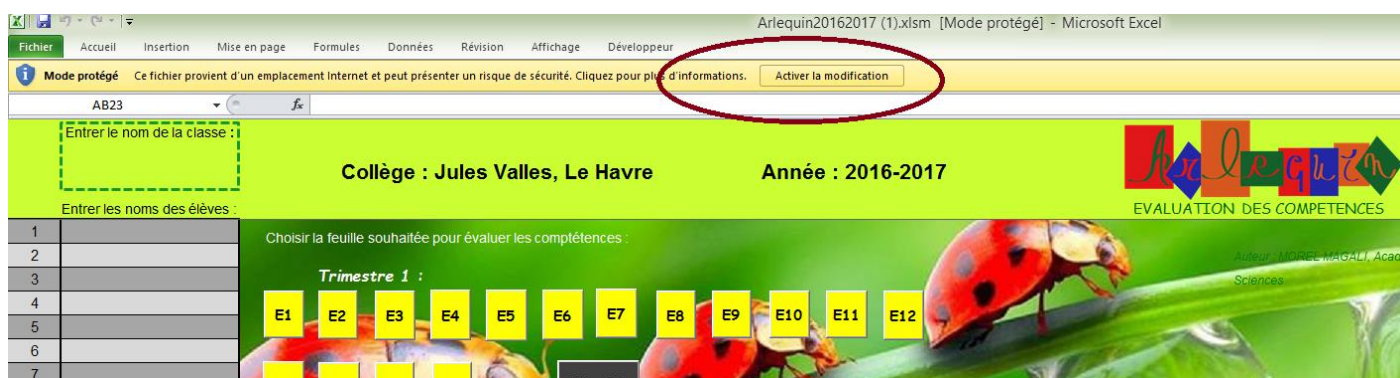 Arlequin20162017 (1).xlsm [Mode protégé] - Microsoft Excel
Fichier Accueil Insertion Mise en page Formules Données Révision Affichage Développeur
Mode protégé Ce fichier provient d'un emplacement Internet et peut présenter un risque de sécurité. Cliquez pour plus d'informations. Activer la modification
AB23 fx
Entrer le nom de la classe :
Collège : Jules Valles, Le Havre Année : 2016-2017
Arlequin
EVALUATION DES COMPETENCES
Entrer les noms des élèves :
1
Choisir la feuille souhaitée pour évaluer les comptétences :
2
Auteur : MOREL MAGALI, Acad
3
Trimestre 1 :
Sciences
4
E1 E2 E3 E4 E5 E6 E7 E8 E9 E10 E11 E12
5
6
7